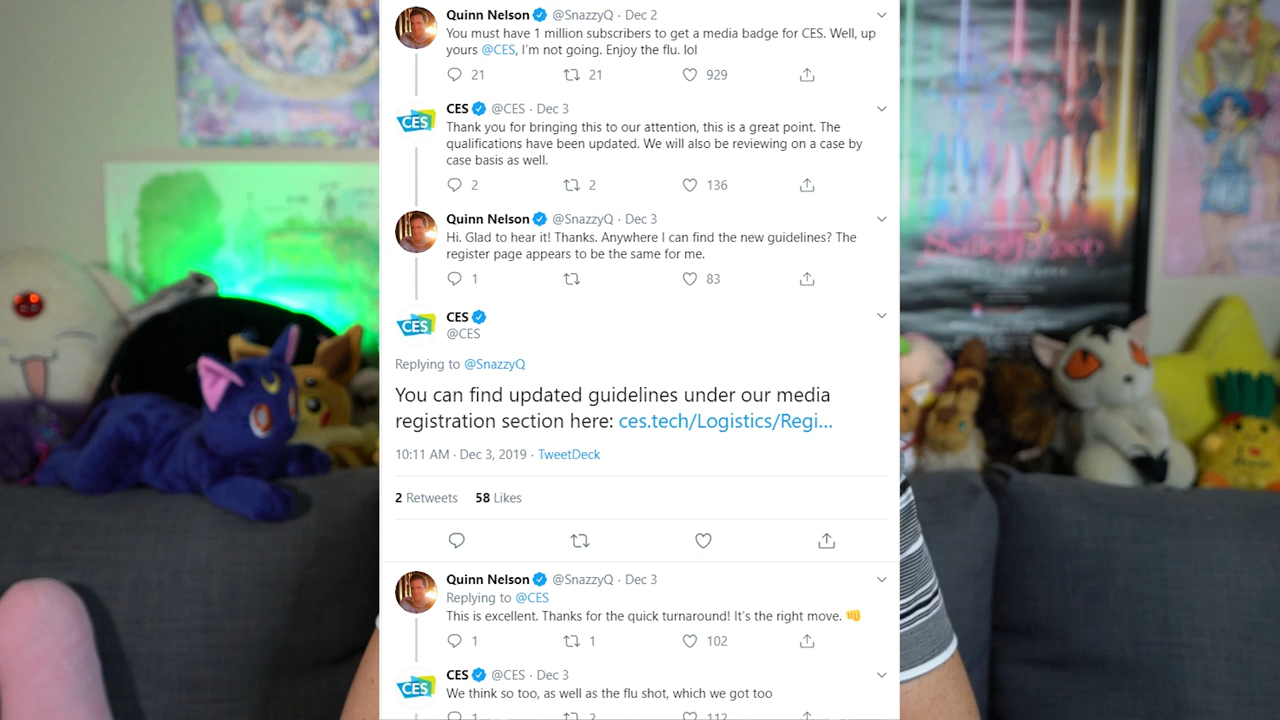 Quinn Nelson @SnazzyQ · Dec 2
You must have 1 million subscribers to get a media badge for CES. Well, up
yours @CES, I'm not going. Enjoy the flu. lol
21 21 929
CES @CES · Dec 3
CES
Thank you for bringing this to our attention, this is a great point. The
qualifications have been updated. We will also be reviewing on a case by
case basis as well.
2 2 136
Quinn Nelson @SnazzyQ · Dec 3
Hi. Glad to hear it! Thanks. Anywhere I can find the new guidelines? The
register page appears to be the same for me.
1 83
CES
CES
@CES
Replying to @SnazzyQ
You can find updated guidelines under our media
registration section here: ces.tech/Logistics/Regi...
10:11 AM · Dec 3, 2019 · TweetDeck
2 Retweets 58 Likes
Quinn Nelson @SnazzyQ · Dec 3
Replying to @CES
This is excellent. Thanks for the quick turnaround! It's the right move. 👊
1 1 102
CES @CES · Dec 3
CES
We think so too, as well as the flu shot, which we got too
1 2 112